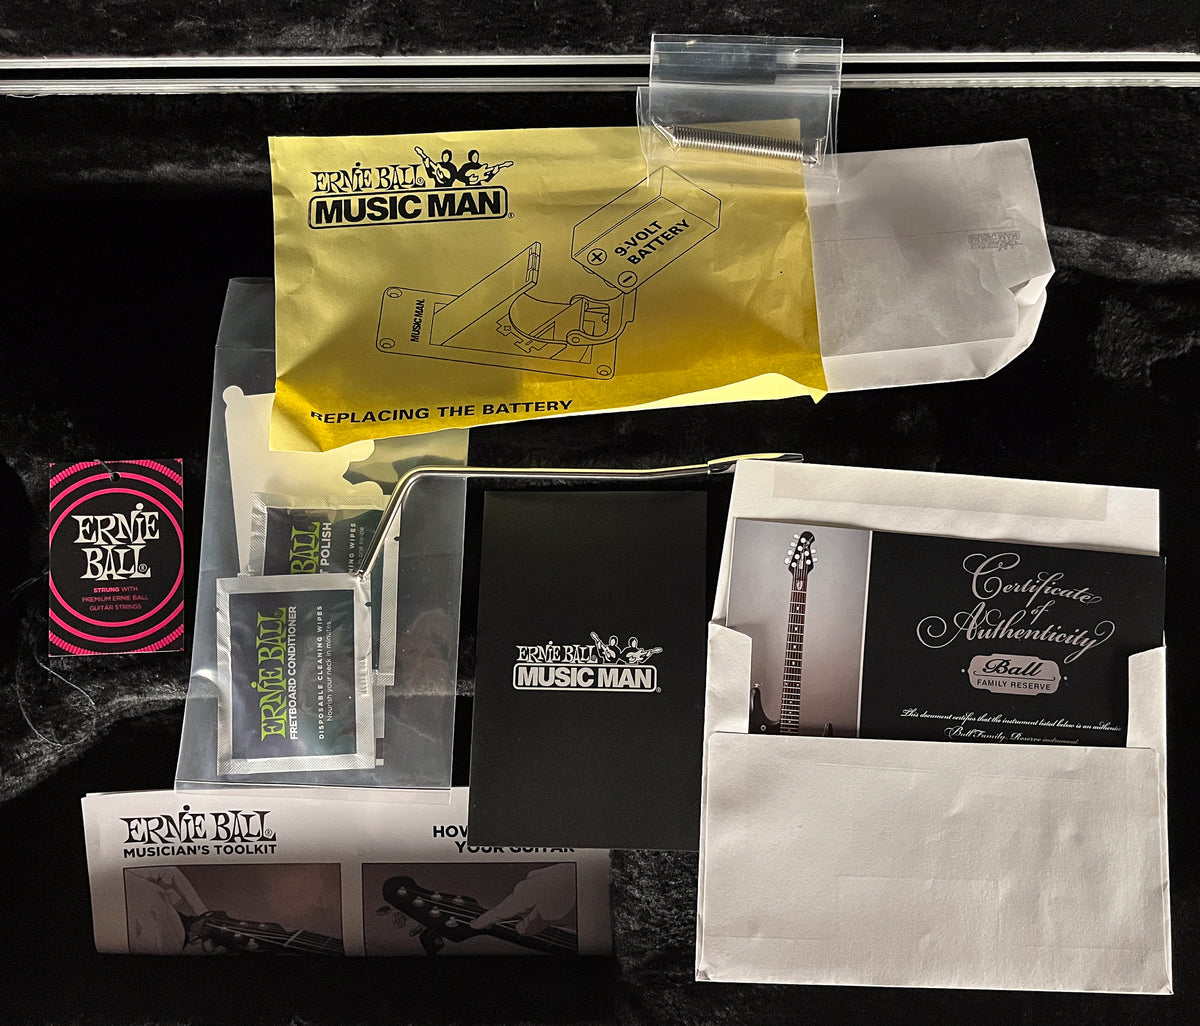 ERNIE BALL®
MUSIC MAN®
9-VOLT
BATTERY
+
−
MUSIC MAN.
REPLACING THE BATTERY
ERNIE
BALL®
STRUNG WITH
PREMIUM ERNIE BALL
GUITAR STRINGS
BALL
POLISH
WIPES
ERNIE BALL
FRETBOARD CONDITIONER
DISPOSABLE CLEANING WIPES
Nourish your neck in minutes
ERNIE BALL®
MUSIC MAN®
Certificate
of
Authenticity
Ball
FAMILY RESERVE
This document certifies that the instrument listed below is an authentic
Ball Family Reserve instrument
ERNIE BALL®
MUSICIAN'S TOOLKIT
HOW
YOUR GUITAR